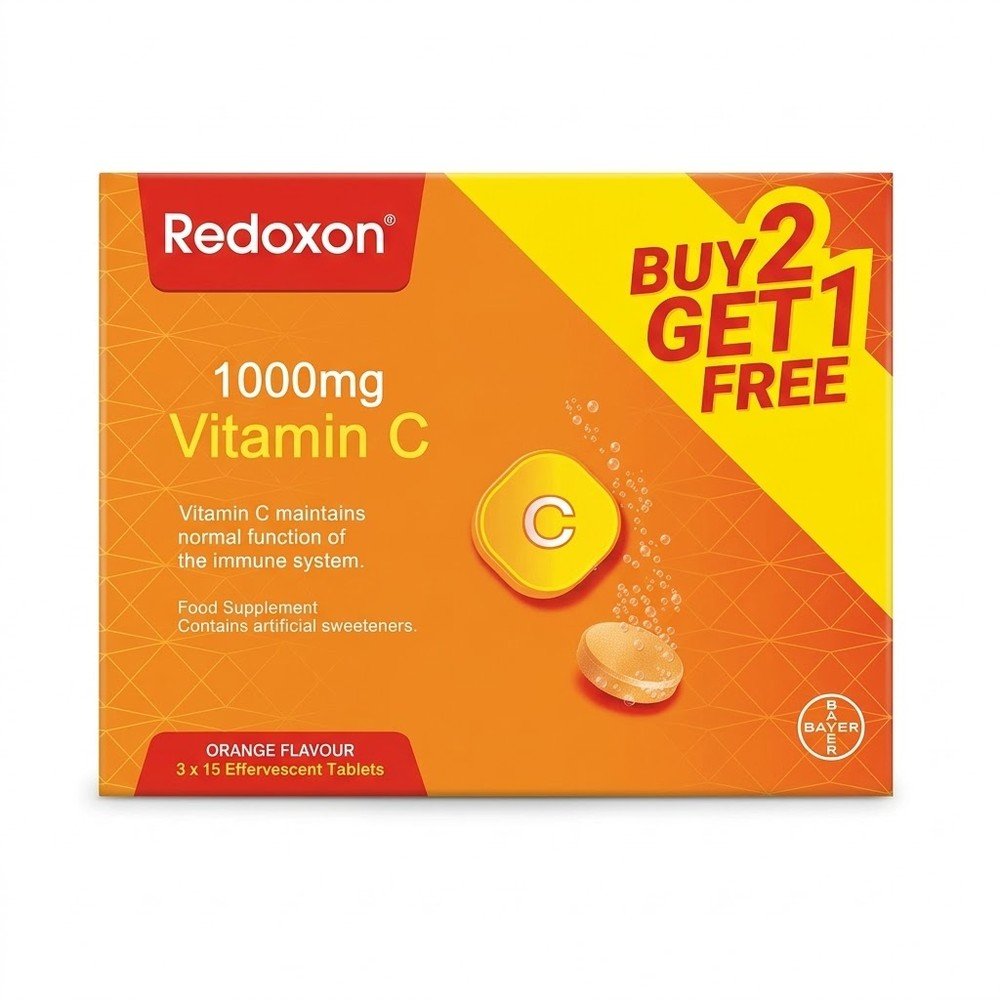 Redoxon®
BUY 2
GET 1
FREE
1000mg
Vitamin C
Vitamin C maintains
normal function of
the immune system.
Food Supplement
Contains artificial sweeteners.
C
ORANGE FLAVOUR
3 x 15 Effervescent Tablets
BAYER
BAYER